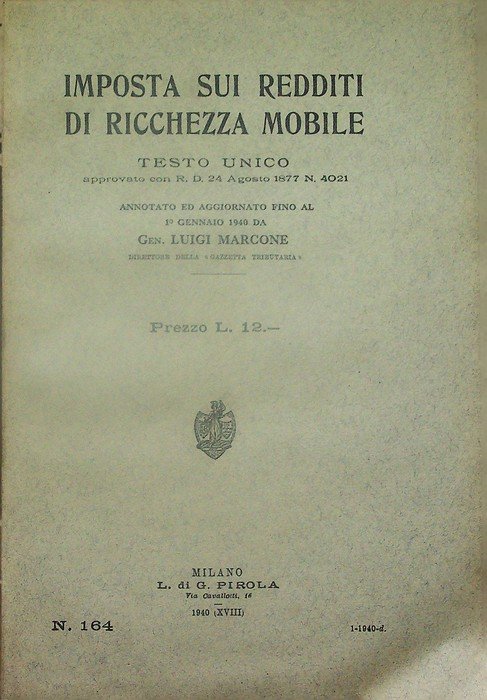 IMPOSTA SUI REDDITI
DI RICCHEZZA MOBILE
TESTO UNICO
approvato con R. D. 24 Agosto 1877 N. 4021
ANNOTATO ED AGGIORNATO FINO AL
1º GENNAIO 1940 DA
GEN. LUIGI MARCONE
DIRETTORE DELLA «GAZZETTA TRIBUTARIA»
Prezzo L. 12.—
MILANO
L. di G. PIROLA
Via Cavallotti, 16
1940 (XVIII)
N. 164
1-1940-d.